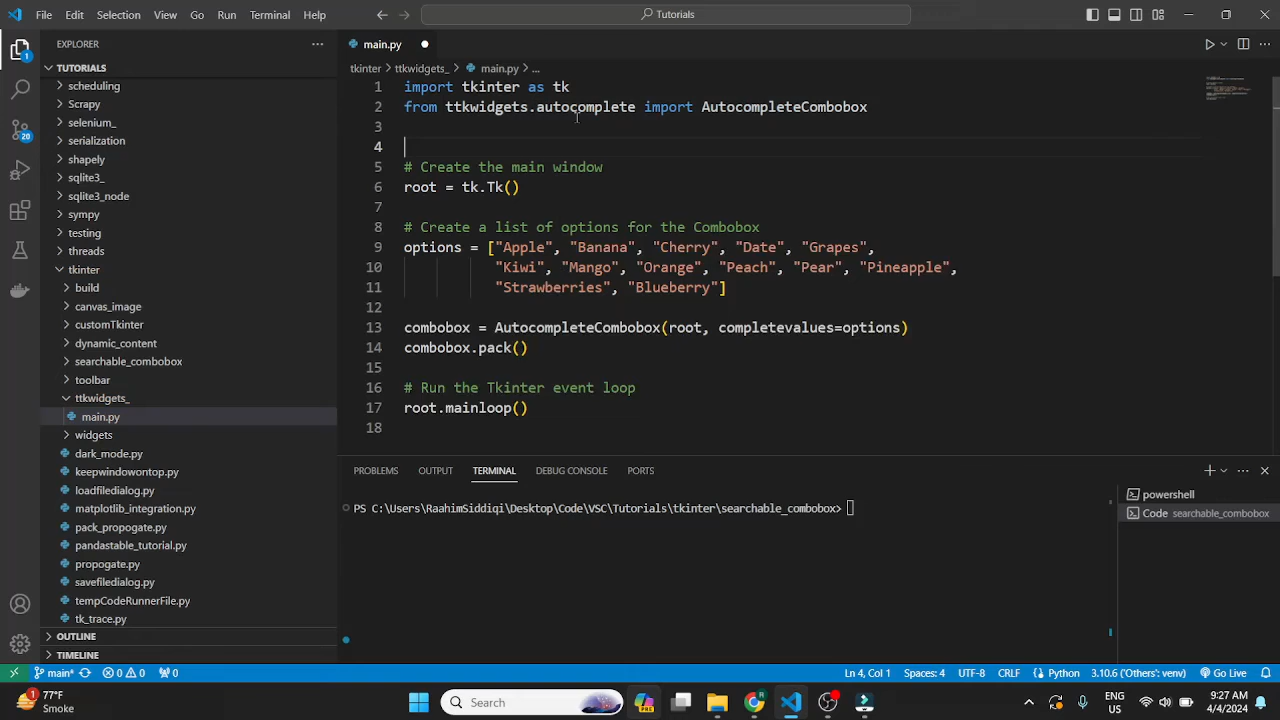 File Edit Selection View Go Run Terminal Help
Tutorials
EXPLORER
TUTORIALS
scheduling
Scrapy
selenium_
serialization
shapely
sqlite3_
sqlite3_node
sympy
testing
threads
tkinter
build
canvas_image
customTkinter
dynamic_content
searchable_combobox
toolbar
ttkwidgets_
main.py
widgets
dark_mode.py
keepwindowontop.py
loadfiledialog.py
matplotlib_integration.py
pack_propogate.py
pandastable_tutorial.py
propogate.py
savefiledialog.py
tempCodeRunnerFile.py
tk_trace.py
OUTLINE
TIMELINE
1
20
main.py
tkinter > ttkwidgets_ > main.py > ...
1 import tkinter as tk
2 from ttkwidgets.autocomplete import AutocompleteCombobox
3
4
5 # Create the main window
6 root = tk.Tk()
7
8 # Create a list of options for the Combobox
9 options = ["Apple", "Banana", "Cherry", "Date", "Grapes",
10 "Kiwi", "Mango", "Orange", "Peach", "Pear", "Pineapple",
11 "Strawberries", "Blueberry"]
12
13 combobox = AutocompleteCombobox(root, completevalues=options)
14 combobox.pack()
15
16 # Run the Tkinter event loop
17 root.mainloop()
18
PROBLEMS OUTPUT TERMINAL DEBUG CONSOLE PORTS
PS C:\Users\RaahimSiddiqi\Desktop\Code\VSC\Tutorials\tkinter\searchable_combobox>
powershell
Code searchable_combobox
main* 0 0 0 Ln 4, Col 1 Spaces: 4 UTF-8 CRLF Python 3.10.6 ('Others': venv) Go Live
1
77°F
Smoke
Search
ENG
US
9:27 AM
4/4/2024